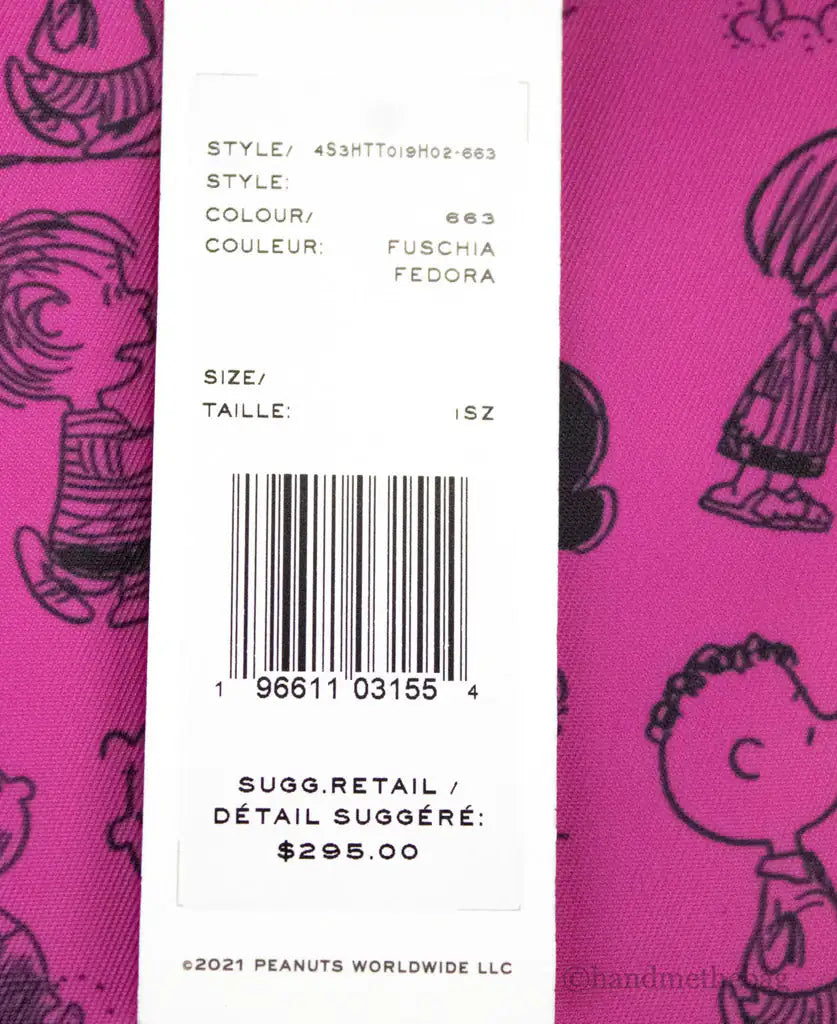 STYLE/ 4S3HTT019H02-663
STYLE:
COLOUR/ 663
COULEUR: FUSCHIA
FEDORA
SIZE/
TAILLE: 1SZ
1 96611 03155 4
SUGG.RETAIL /
DÉTAIL SUGGÉRÉ:
$295.00
©2021 PEANUTS WORLDWIDE LLC
©handmethebag